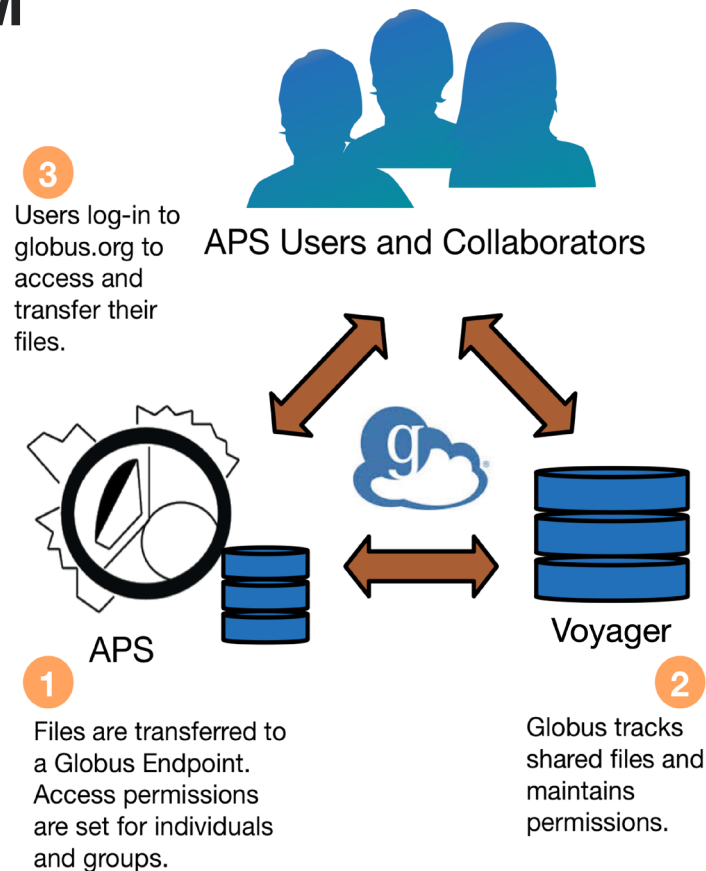 3
Users log-in to
globus.org to
access and
transfer their
files.
APS Users and Collaborators
g
®
APS
Voyager
1
Files are transferred to
a Globus Endpoint.
Access permissions
are set for individuals
and groups.
2
Globus tracks
shared files and
maintains
permissions.